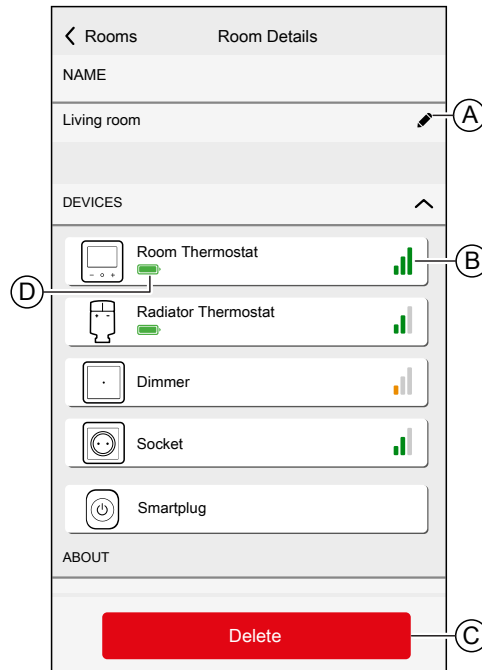 Rooms Room Details
NAME
Living room
A
DEVICES
Room Thermostat
B
D
Radiator Thermostat
Dimmer
Socket
Smartplug
ABOUT
Delete
C